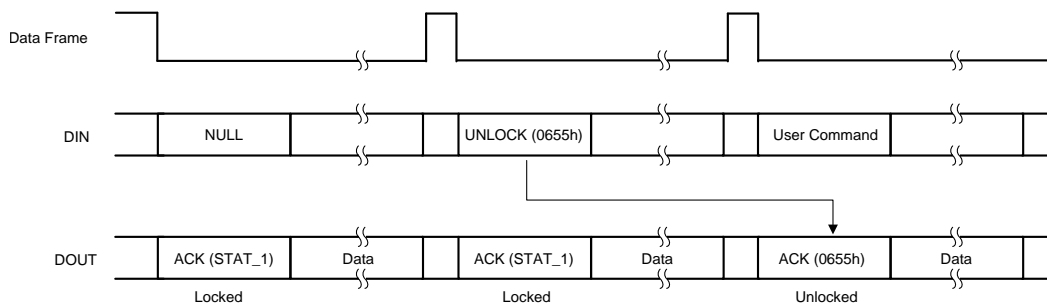 Data Frame
DIN
NULL
UNLOCK (0655h)
User Command
DOUT
ACK (STAT_1)
Data
ACK (STAT_1)
Data
ACK (0655h)
Data
Locked
Locked
Unlocked